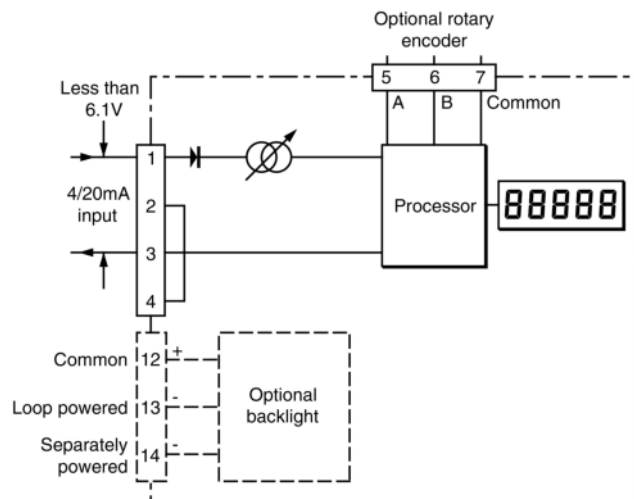 Optional rotary
encoder
5 6 7
A B Common
Less than
6.1V
1
4/20mA
input
2
Processor
88888
3
4
Common 12 +
Loop powered 13 -
Optional
backlight
Separately
powered
14 -